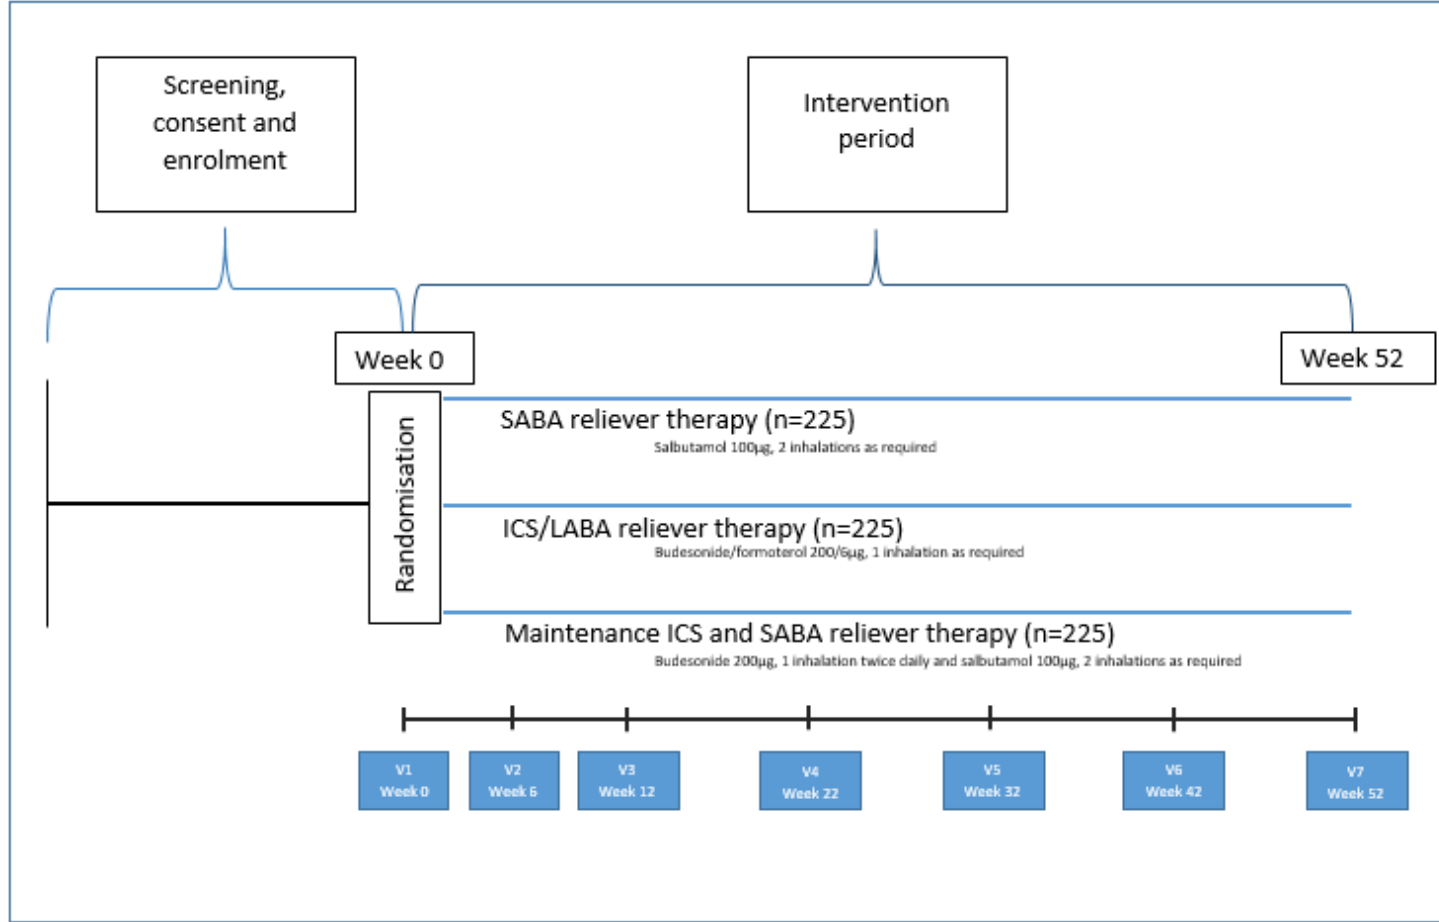 Screening,
consent and
enrolment
Intervention
period
Week 0
Week 52
Randomisation
SABA reliever therapy (n=225)
Salbutamol 100µg, 2 inhalations as required
ICS/LABA reliever therapy (n=225)
Budesonide/formoterol 200/6µg, 1 inhalation as required
Maintenance ICS and SABA reliever therapy (n=225)
Budesonide 200µg, 1 inhalation twice daily and salbutamol 100µg, 2 inhalations as required
V1
Week 0
V2
Week 6
V3
Week 12
V4
Week 22
V5
Week 32
V6
Week 42
V7
Week 52